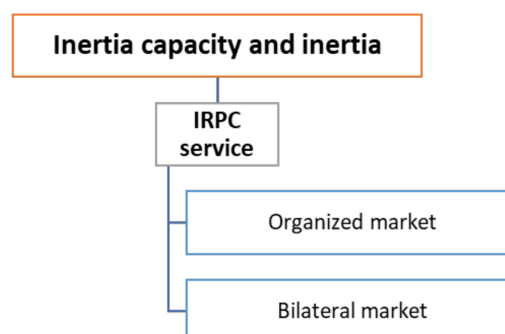 Inertia capacity and inertia
IRPC
service
Organized market
Bilateral market